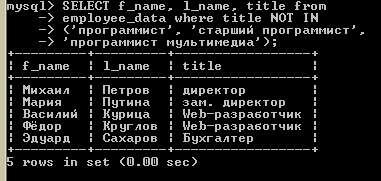 mysql> SELECT f_name, l_name, title from
    -> employee_data where title NOT IN
    -> ('программист', 'старший программист',
    -> 'программист мультимедиа');
+---------+---------+----------------+
| f_name  | l_name  | title          |
+---------+---------+----------------+
| Михаил  | Петров  | директор       |
| Мария   | Путина  | зам. директор  |
| Василий | Курица  | Web-разработчик |
| Фёдор   | Круглов | Web-разработчик |
| Эдуард  | Сахаров | Бухгалтер      |
+---------+---------+----------------+
5 rows in set (0.00 sec)